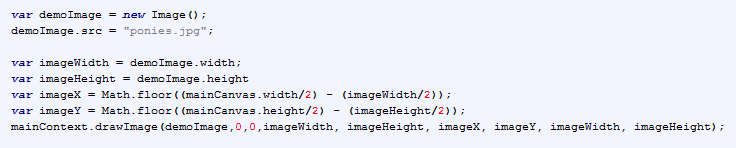 var demoImage = new Image();
demoImage.src = "ponies.jpg";
var imageWidth = demoImage.width;
var imageHeight = demoImage.height
var imageX = Math.floor((mainCanvas.width/2) - (imageWidth/2));
var imageY = Math.floor((mainCanvas.height/2) - (imageHeight/2));
mainContext.drawImage(demoImage,0,0,imageWidth, imageHeight, imageX, imageY, imageWidth, imageHeight);